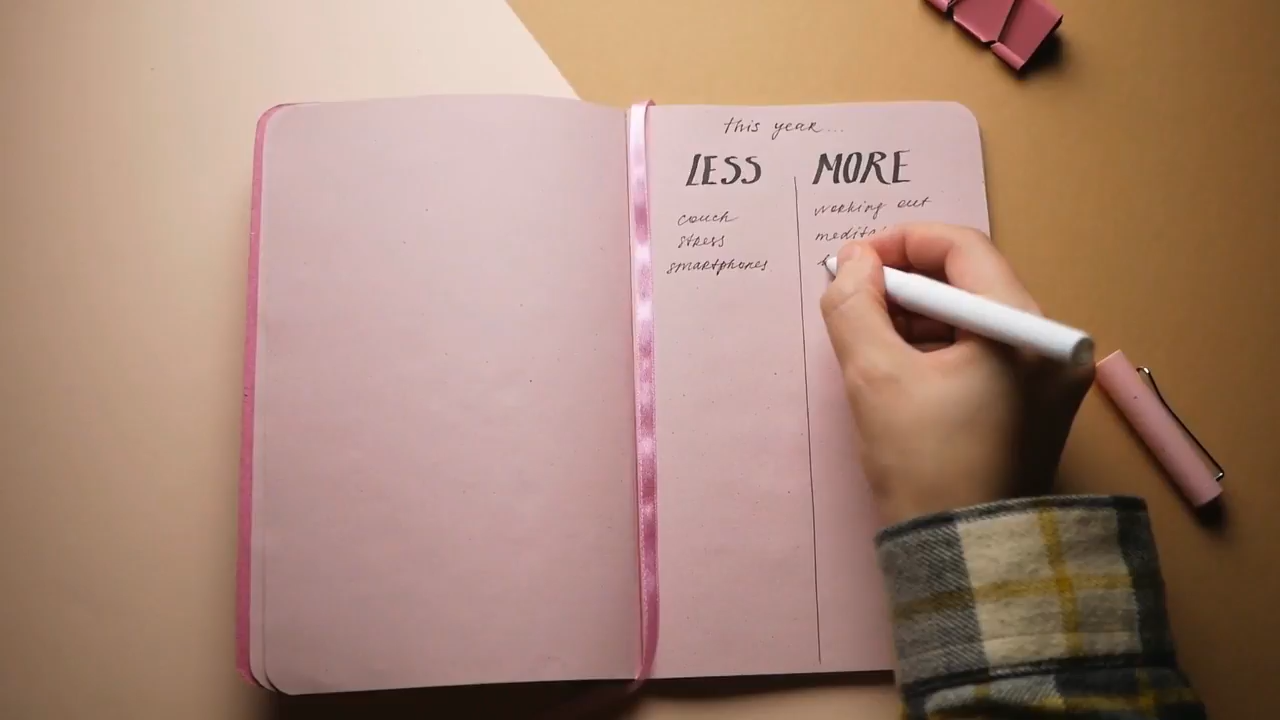 this year...
LESS MORE
couch working out
stress
smartphones